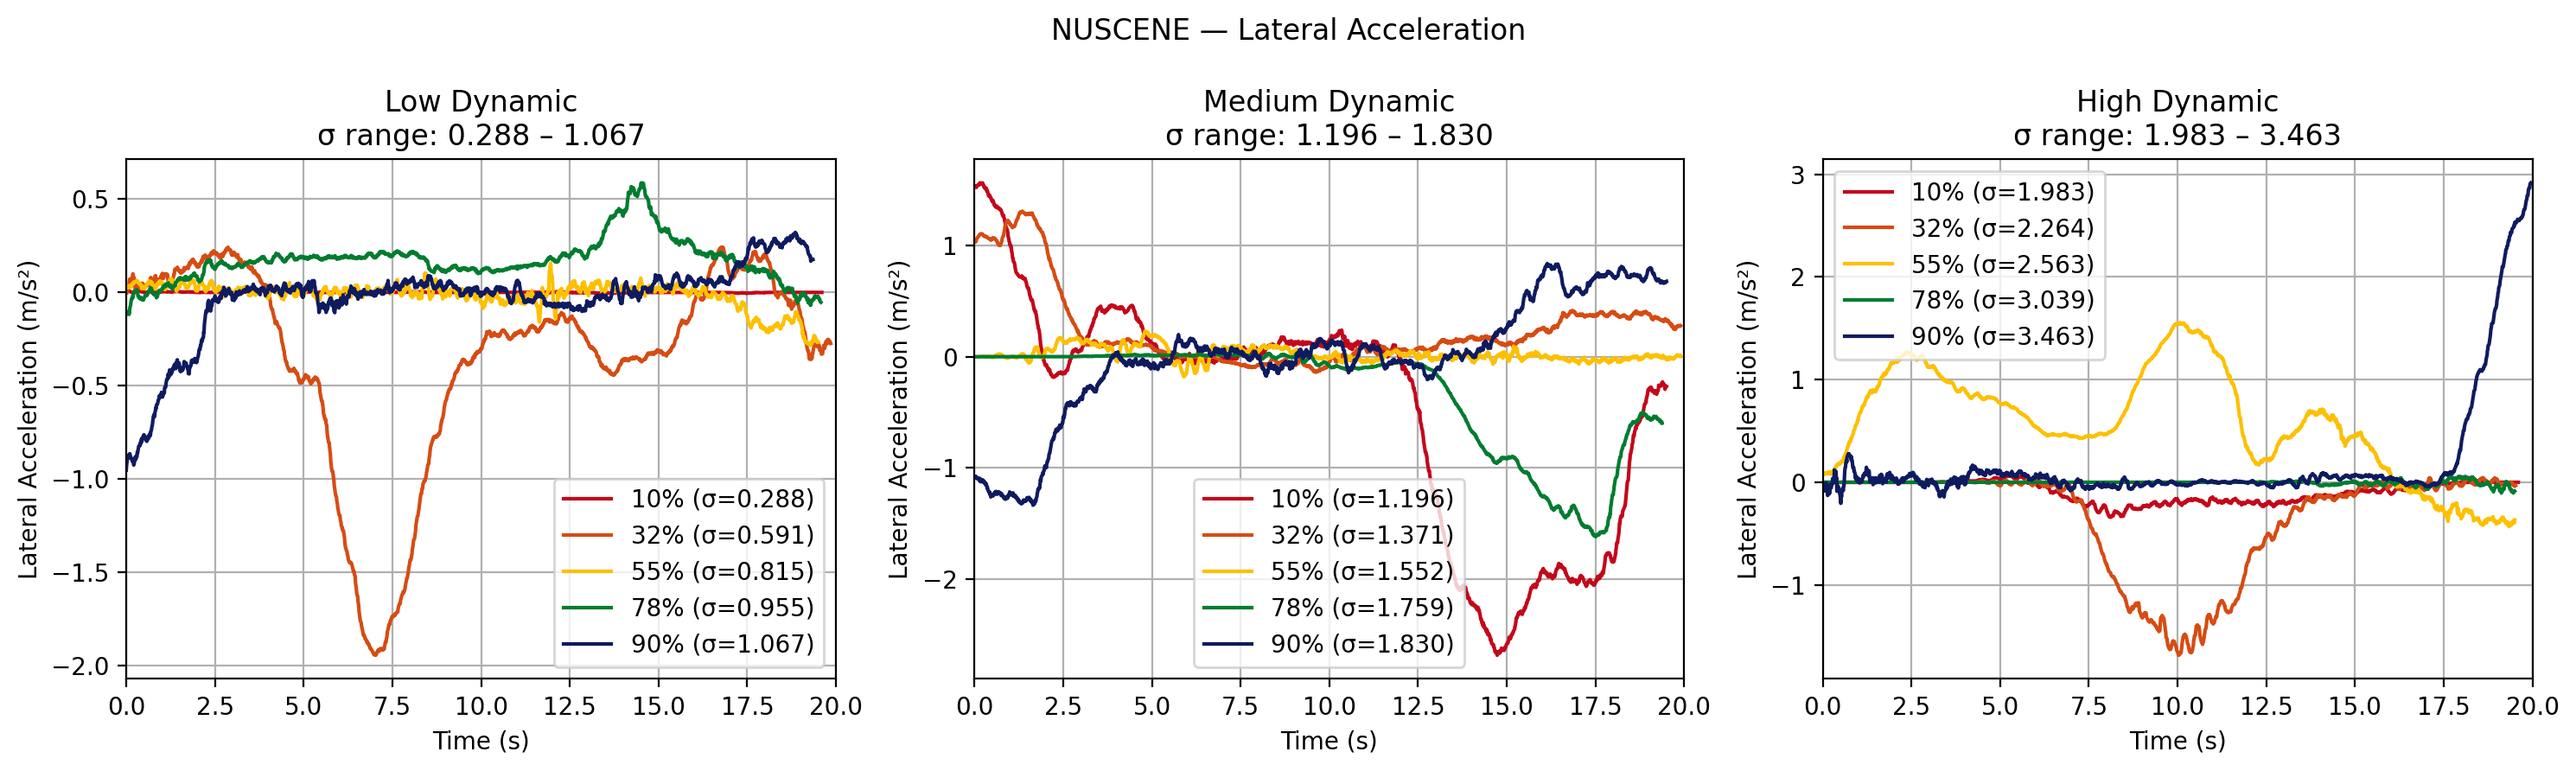 NUSCENE — Lateral Acceleration
Low Dynamic
σ range: 0.288 – 1.067
Lateral Acceleration (m/s²)
0.5
0.0
−0.5
−1.0
−1.5
−2.0
10% (σ=0.288)
32% (σ=0.591)
55% (σ=0.815)
78% (σ=0.955)
90% (σ=1.067)
0.0 2.5 5.0 7.5 10.0 12.5 15.0 17.5 20.0
Time (s)
Medium Dynamic
σ range: 1.196 – 1.830
Lateral Acceleration (m/s²)
1
0
−1
−2
10% (σ=1.196)
32% (σ=1.371)
55% (σ=1.552)
78% (σ=1.759)
90% (σ=1.830)
0.0 2.5 5.0 7.5 10.0 12.5 15.0 17.5 20.0
Time (s)
High Dynamic
σ range: 1.983 – 3.463
Lateral Acceleration (m/s²)
3
2
1
0
−1
10% (σ=1.983)
32% (σ=2.264)
55% (σ=2.563)
78% (σ=3.039)
90% (σ=3.463)
0.0 2.5 5.0 7.5 10.0 12.5 15.0 17.5 20.0
Time (s)